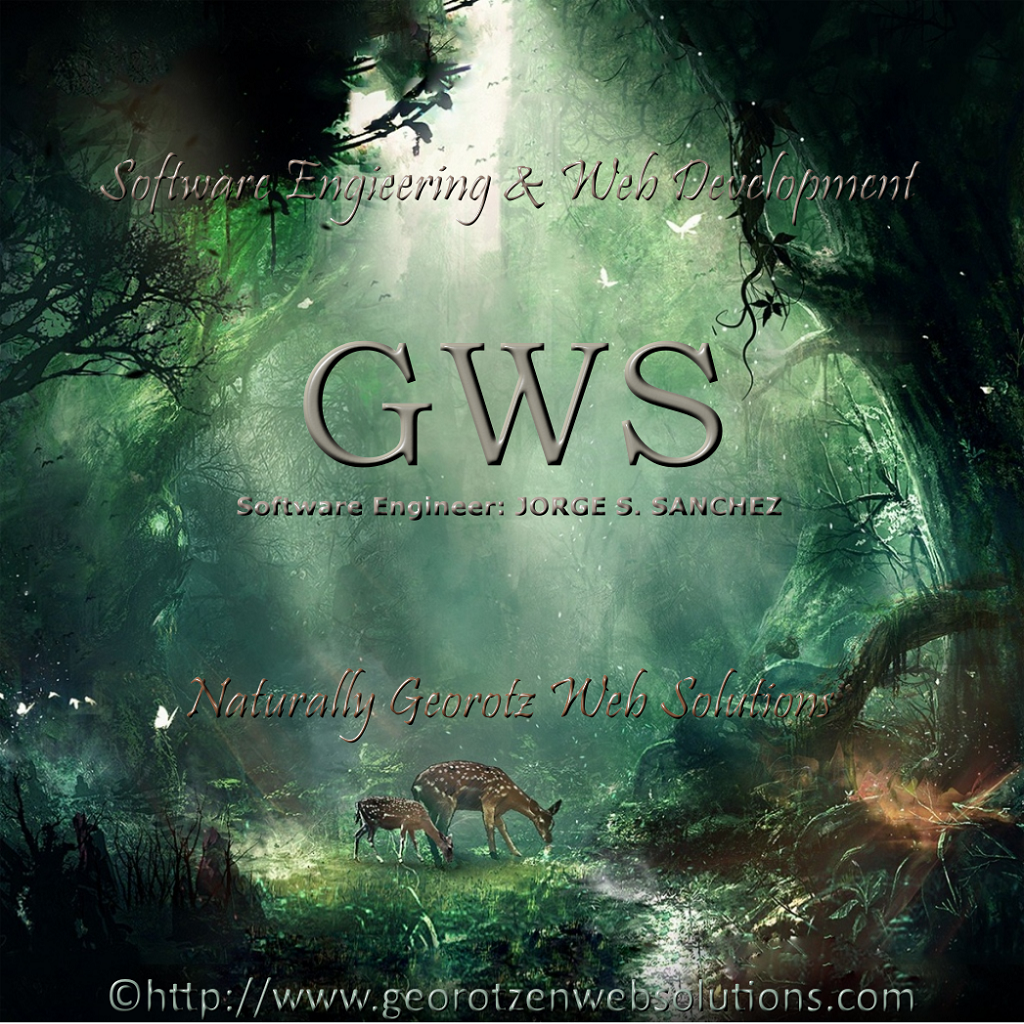 Software Engieering & Web Development
GWS
Software Engineer: JORGE S. SANCHEZ
Naturally Georotz Web Solutions
©http://www.georotzenwebsolutions.com